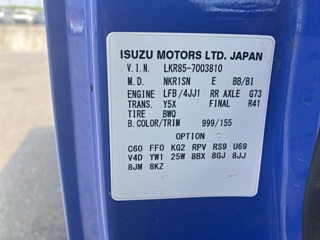 ISUZU MOTORS LTD. JAPAN
V.I.N. LKR85-7003810
M.D. NKR1SN E BB/BI
ENGINE LFB/4JJ1 RR AXLE G73
TRANS. Y5X FINAL R41
TIRE BWQ
B.COLOR/TRIM 999/155
OPTION
C60 FFO KG2 RPV RS9 U69
V4D YW1 25W 8BX 8GJ 8JJ
8JM 8KZ